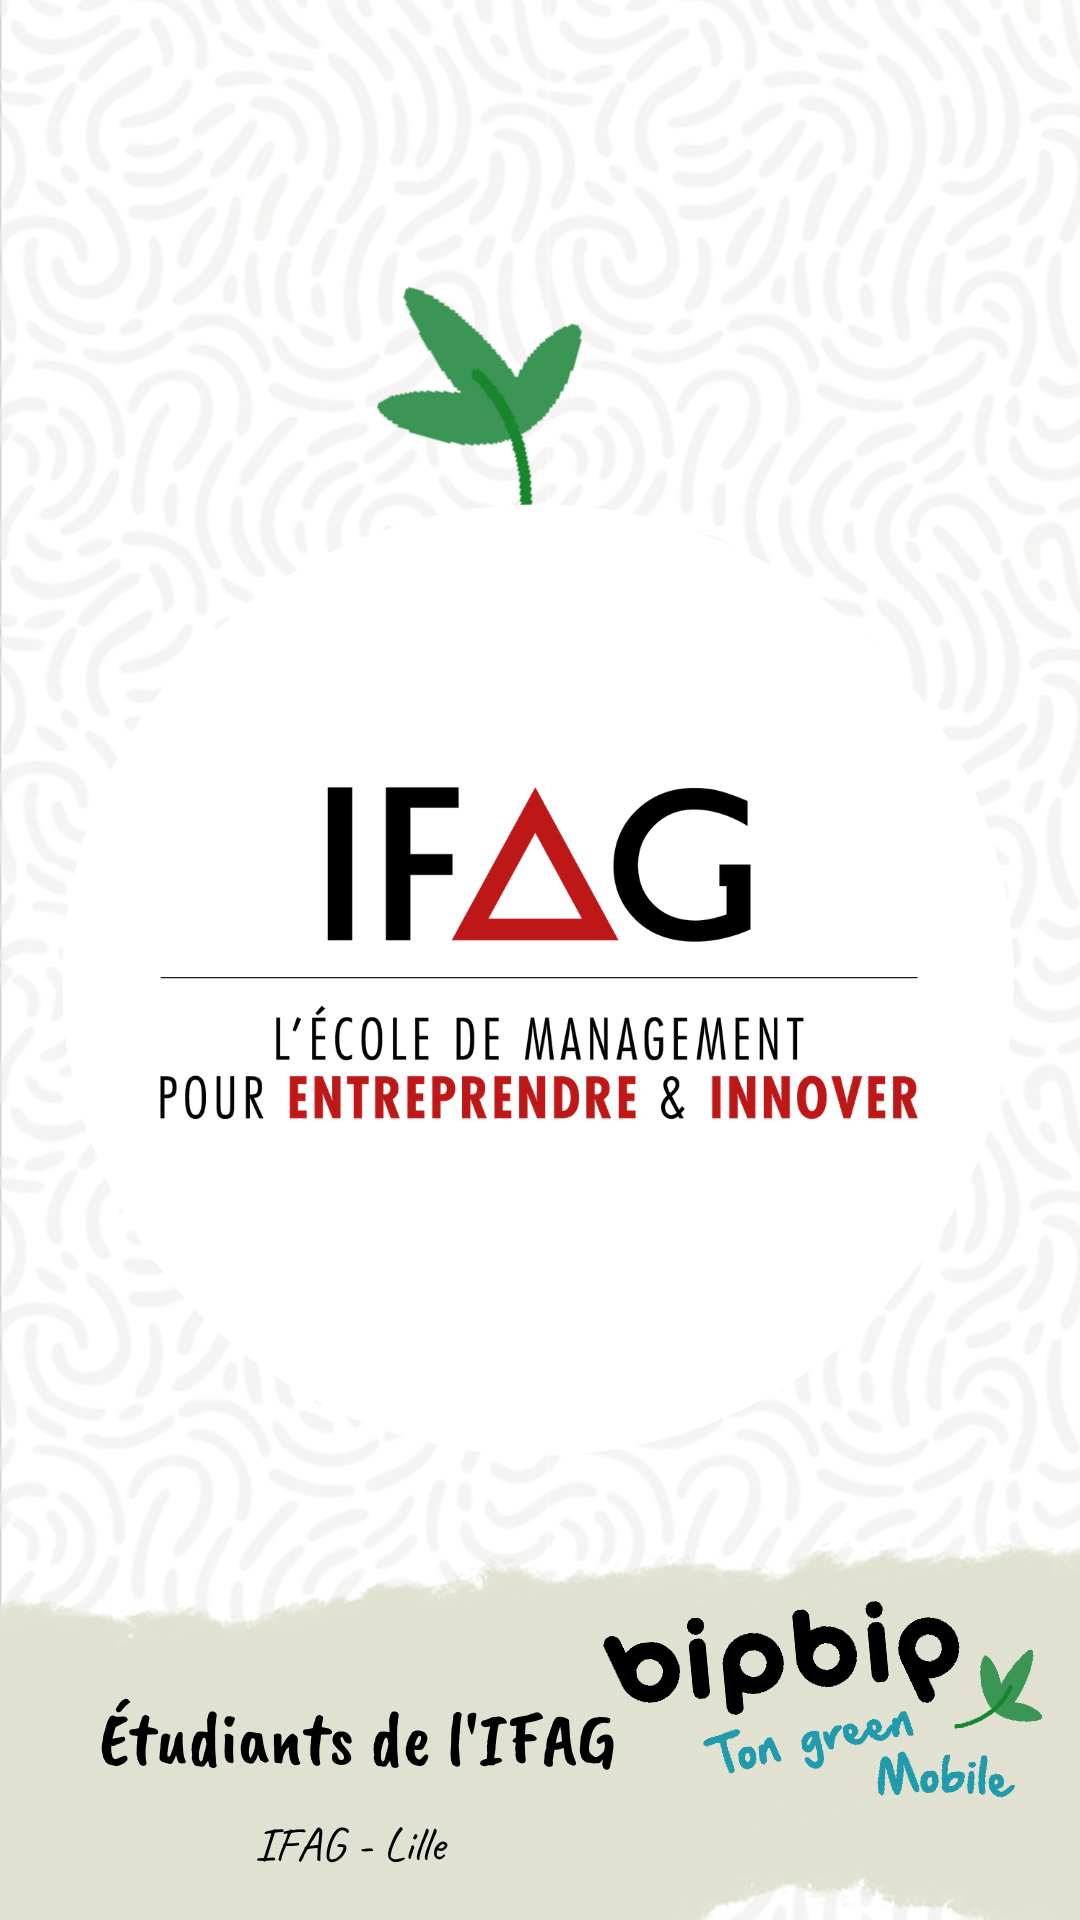 IFAG
L’ÉCOLE DE MANAGEMENT
POUR ENTREPRENDRE & INNOVER
bipbip
Ton green
Mobile
Étudiants de l'IFAG
IFAG - Lille